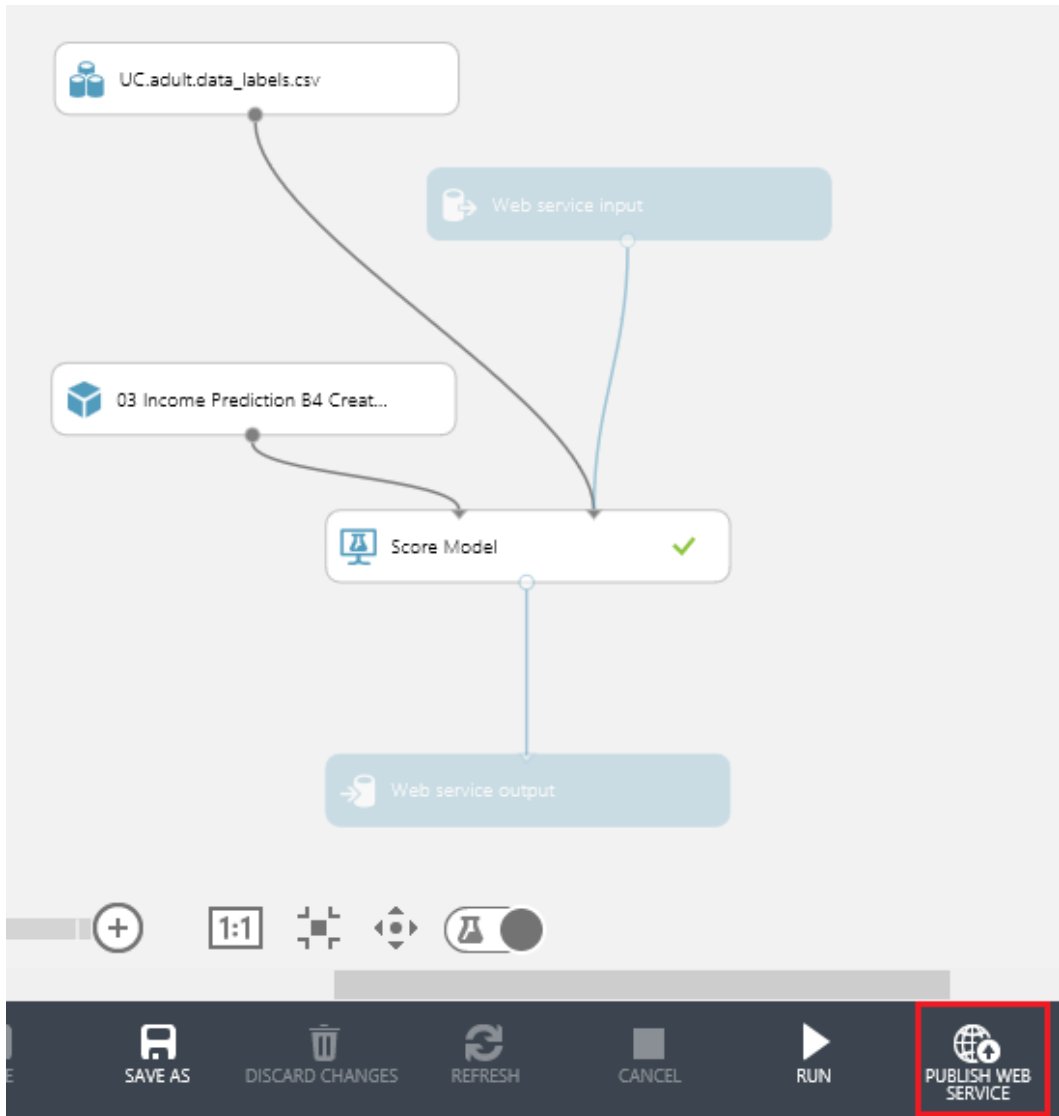 UC.adult.data_labels.csv
Web service input
03 Income Prediction B4 Creat...
Score Model
Web service output
1:1
E
SAVE AS
DISCARD CHANGES
REFRESH
CANCEL
RUN
PUBLISH WEB
SERVICE